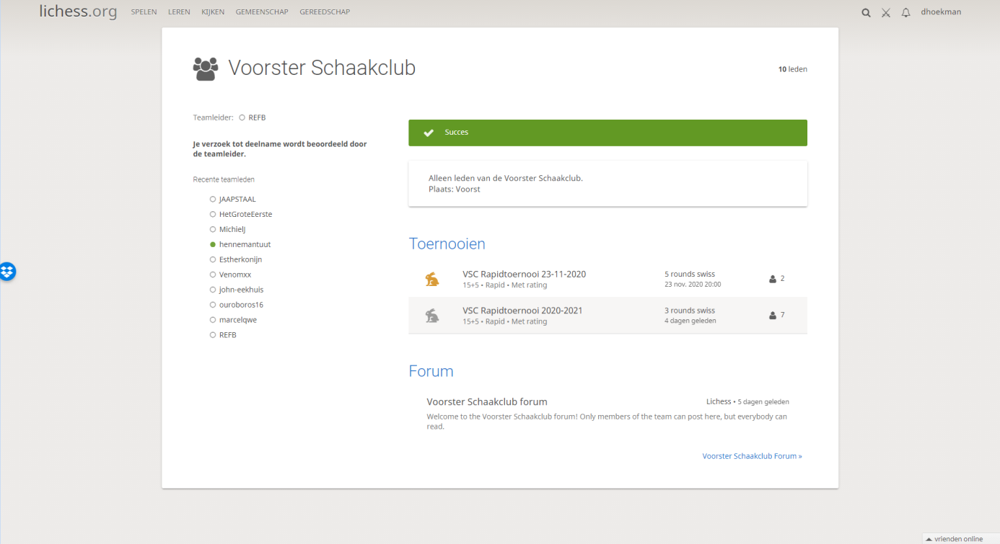 lichess.org SPELEN LEREN KIJKEN GEMEENSCHAP GEREEDSCHAP dhoekman
Voorster Schaakclub
10 leden
Teamleider: REFB
Je verzoek tot deelname wordt beoordeeld door
de teamleider.
Recente teamleden
JAAPSTAAL
HetGroteEerste
MichielJ
hennemantuut
Estherkonijn
Venomxx
john-eekhuis
ouroboros16
marcelqwe
REFB
Succes
Alleen leden van de Voorster Schaakclub.
Plaats: Voorst
Toernooien
VSC Rapidtoernooi 23-11-2020 5 rounds swiss 2
15+5 • Rapid • Met rating 23 nov. 2020 20:00
VSC Rapidtoernooi 2020-2021 3 rounds swiss 7
15+5 • Rapid • Met rating 4 dagen geleden
Forum
Voorster Schaakclub forum Lichess • 5 dagen geleden
Welcome to the Voorster Schaakclub forum! Only members of the team can post here, but everybody can
read.
Voorster Schaakclub Forum »
vrienden online